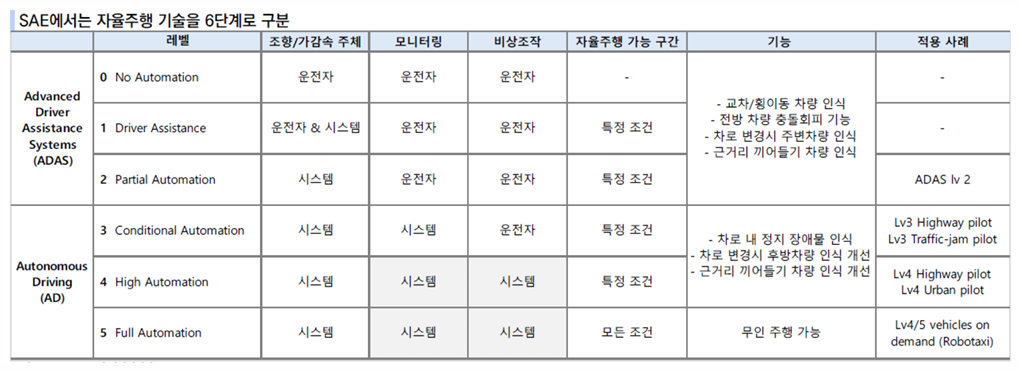 SAE에서는 자율주행 기술을 6단계로 구분
레벨 조향/가감속 주체 모니터링 비상조작 자율주행 가능 구간 기능 적용 사례
Advanced
Driver
Assistance
Systems
(ADAS)
0 No Automation 운전자 운전자 운전자 - -
1 Driver Assistance 운전자 & 시스템 운전자 운전자 특정 조건 -
2 Partial Automation 시스템 운전자 운전자 특정 조건 ADAS lv 2
- 교차/횡이동 차량 인식
- 전방 차량 충돌회피 기능
- 차로 변경시 주변차량 인식
- 근거리 끼어들기 차량 인식
Autonomous
Driving
(AD)
3 Conditional Automation 시스템 시스템 운전자 특정 조건
Lv3 Highway pilot
Lv3 Traffic-jam pilot
- 차로 내 정지 장애물 인식
- 차로 변경시 후방차량 인식 개선
- 근거리 끼어들기 차량 인식 개선
4 High Automation 시스템 시스템 시스템 특정 조건
Lv4 Highway pilot
Lv4 Urban pilot
5 Full Automation 시스템 시스템 시스템 모든 조건 무인 주행 가능
Lv4/5 vehicles on
demand (Robotaxi)